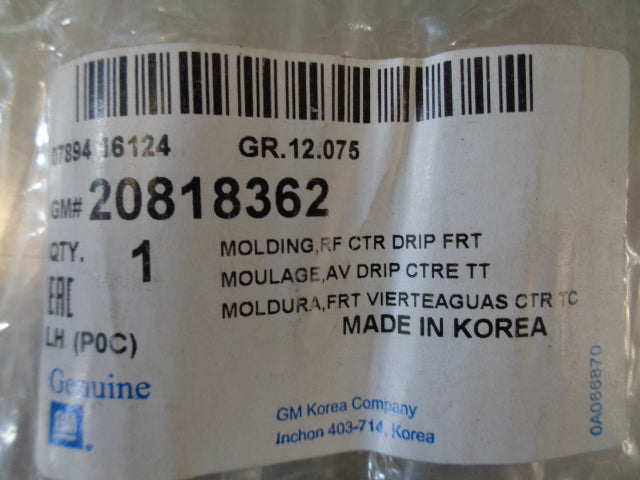 07894 16124 GR.12.075
GM# 20818362
QTY. 1
MOLDING,RF CTR DRIP FRT
MOULAGE,AV DRIP CTRE TT
MOLDURA,FRT VIERTEAGUAS CTR TC
MADE IN KOREA
EAC
LH (P0C)
Genuine
GM
GM Korea Company
Inchon 403-714, Korea
0A066870